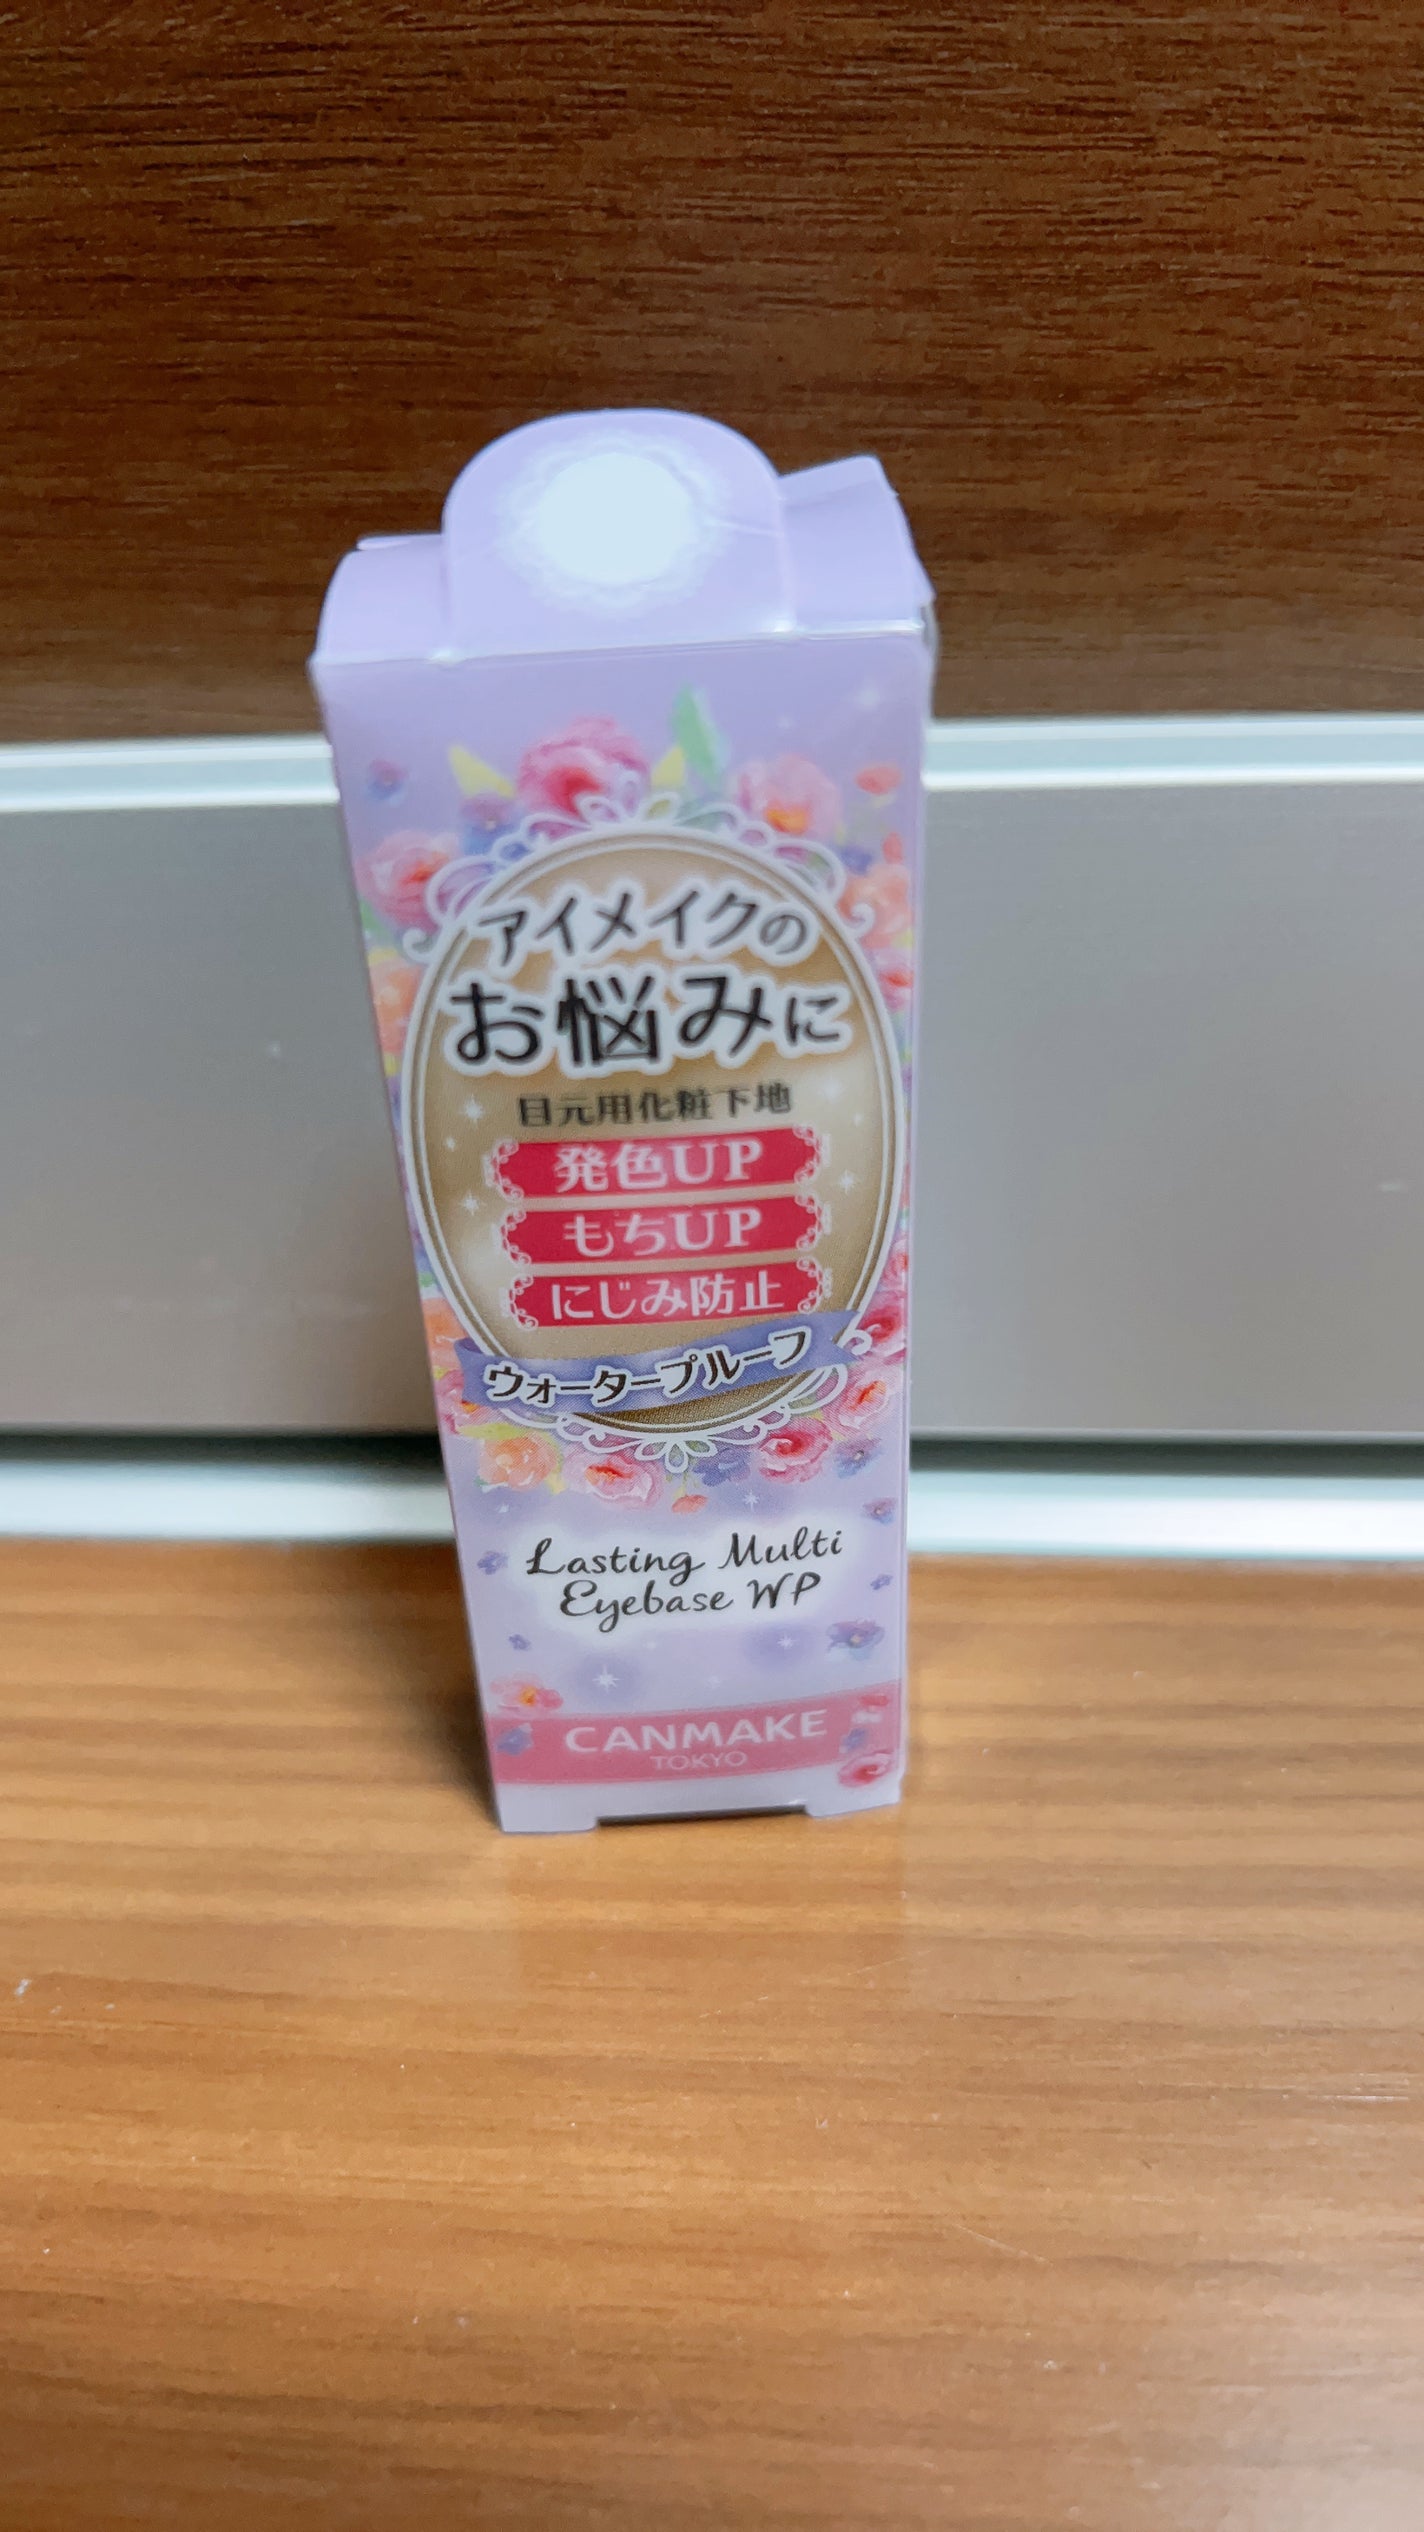 アイメイクの
お悩みに
目元用化粧下地
発色UP
もちUP
にじみ防止
ウォータープルーフ
Lasting Multi
Eyebase WP
CANMAKE
TOKYO